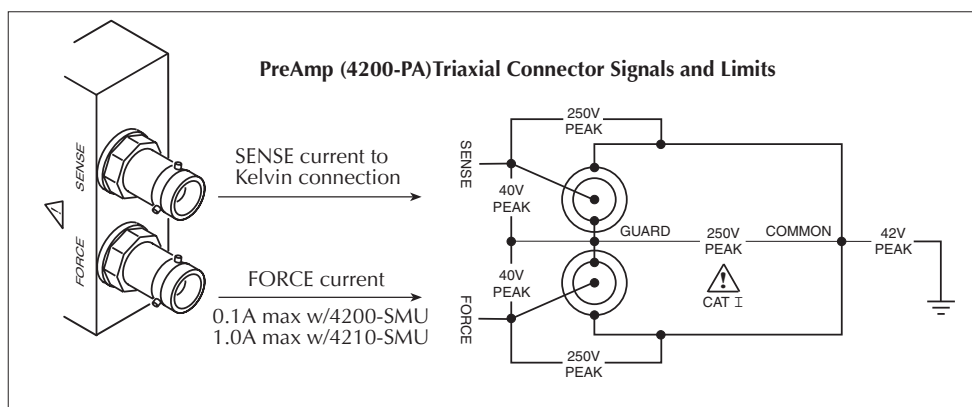 PreAmp (4200-PA)Triaxial Connector Signals and Limits
SENSE
FORCE
SENSE current to
Kelvin connection
FORCE current
0.1A max w/4200-SMU
1.0A max w/4210-SMU
250V
PEAK
SENSE
40V
PEAK
GUARD
250V
PEAK
COMMON
42V
PEAK
40V
PEAK
CAT I
FORCE
250V
PEAK